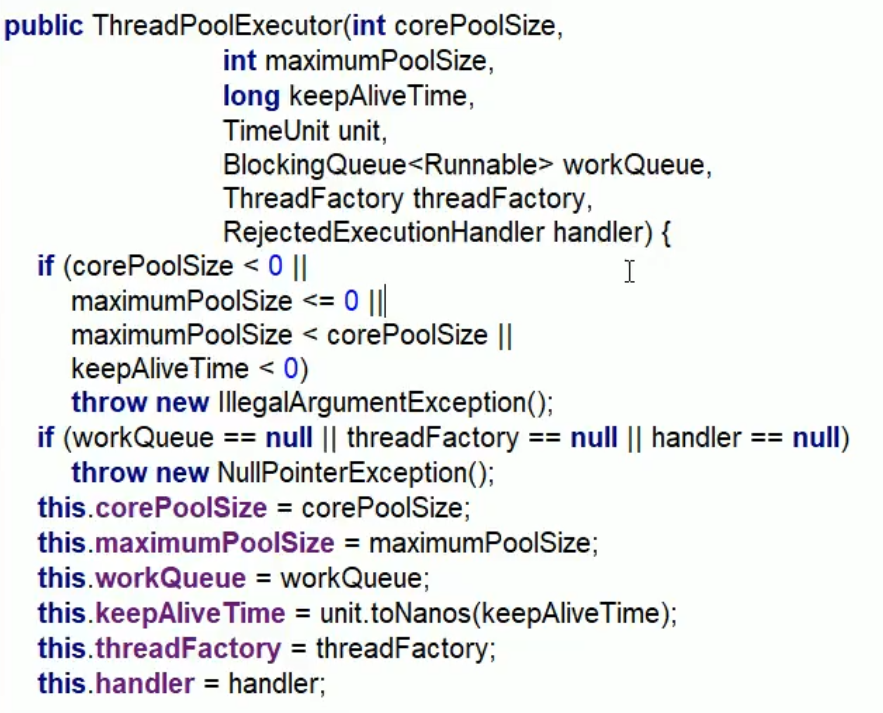 public ThreadPoolExecutor(int corePoolSize,
int maximumPoolSize,
long keepAliveTime,
TimeUnit unit,
BlockingQueue<Runnable> workQueue,
ThreadFactory threadFactory,
RejectedExecutionHandler handler) {
if (corePoolSize < 0 ||
maximumPoolSize <= 0 ||
maximumPoolSize < corePoolSize ||
keepAliveTime < 0)
throw new IllegalArgumentException();
if (workQueue == null || threadFactory == null || handler == null)
throw new NullPointerException();
this.corePoolSize = corePoolSize;
this.maximumPoolSize = maximumPoolSize;
this.workQueue = workQueue;
this.keepAliveTime = unit.toNanos(keepAliveTime);
this.threadFactory = threadFactory;
this.handler = handler;